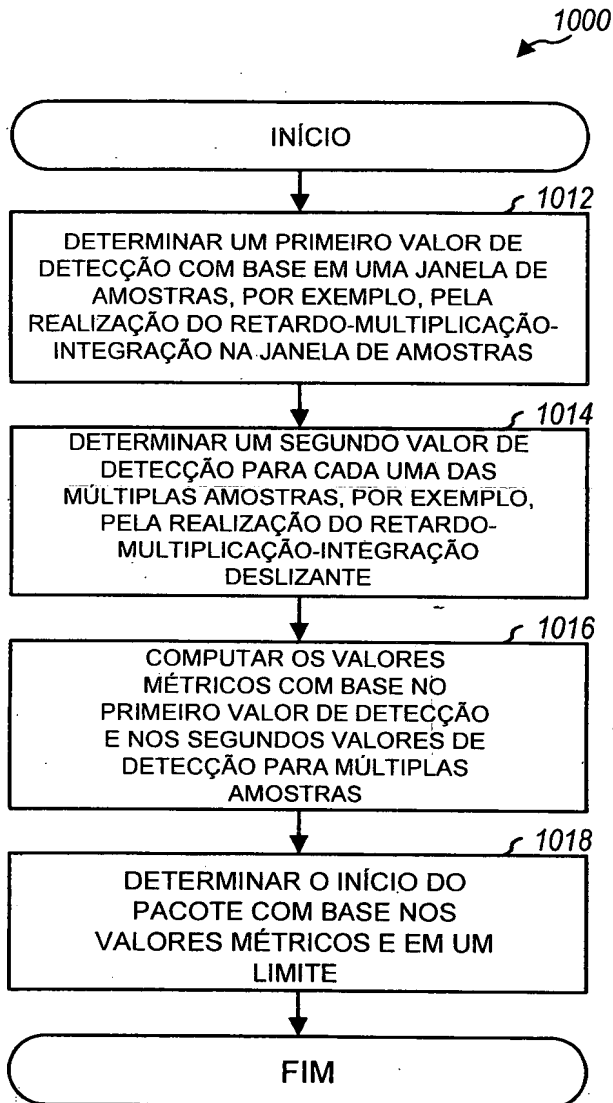 1000
INÍCIO
1012
DETERMINAR UM PRIMEIRO VALOR DE
DETECÇÃO COM BASE EM UMA JANELA DE
AMOSTRAS, POR EXEMPLO, PELA
REALIZAÇÃO DO RETARDO-MULTIPLICAÇÃO-
INTEGRAÇÃO NA JANELA DE AMOSTRAS
1014
DETERMINAR UM SEGUNDO VALOR DE
DETECÇÃO PARA CADA UMA DAS
MÚLTIPLAS AMOSTRAS, POR EXEMPLO,
PELA REALIZAÇÃO DO RETARDO-
MULTIPLICAÇÃO-INTEGRAÇÃO
DESLIZANTE
1016
COMPUTAR OS VALORES
MÉTRICOS COM BASE NO
PRIMEIRO VALOR DE DETECÇÃO
E NOS SEGUNDOS VALORES DE
DETECÇÃO PARA MÚLTIPLAS
AMOSTRAS
1018
DETERMINAR O INÍCIO DO
PACOTE COM BASE NOS
VALORES MÉTRICOS E EM UM
LIMITE
FIM